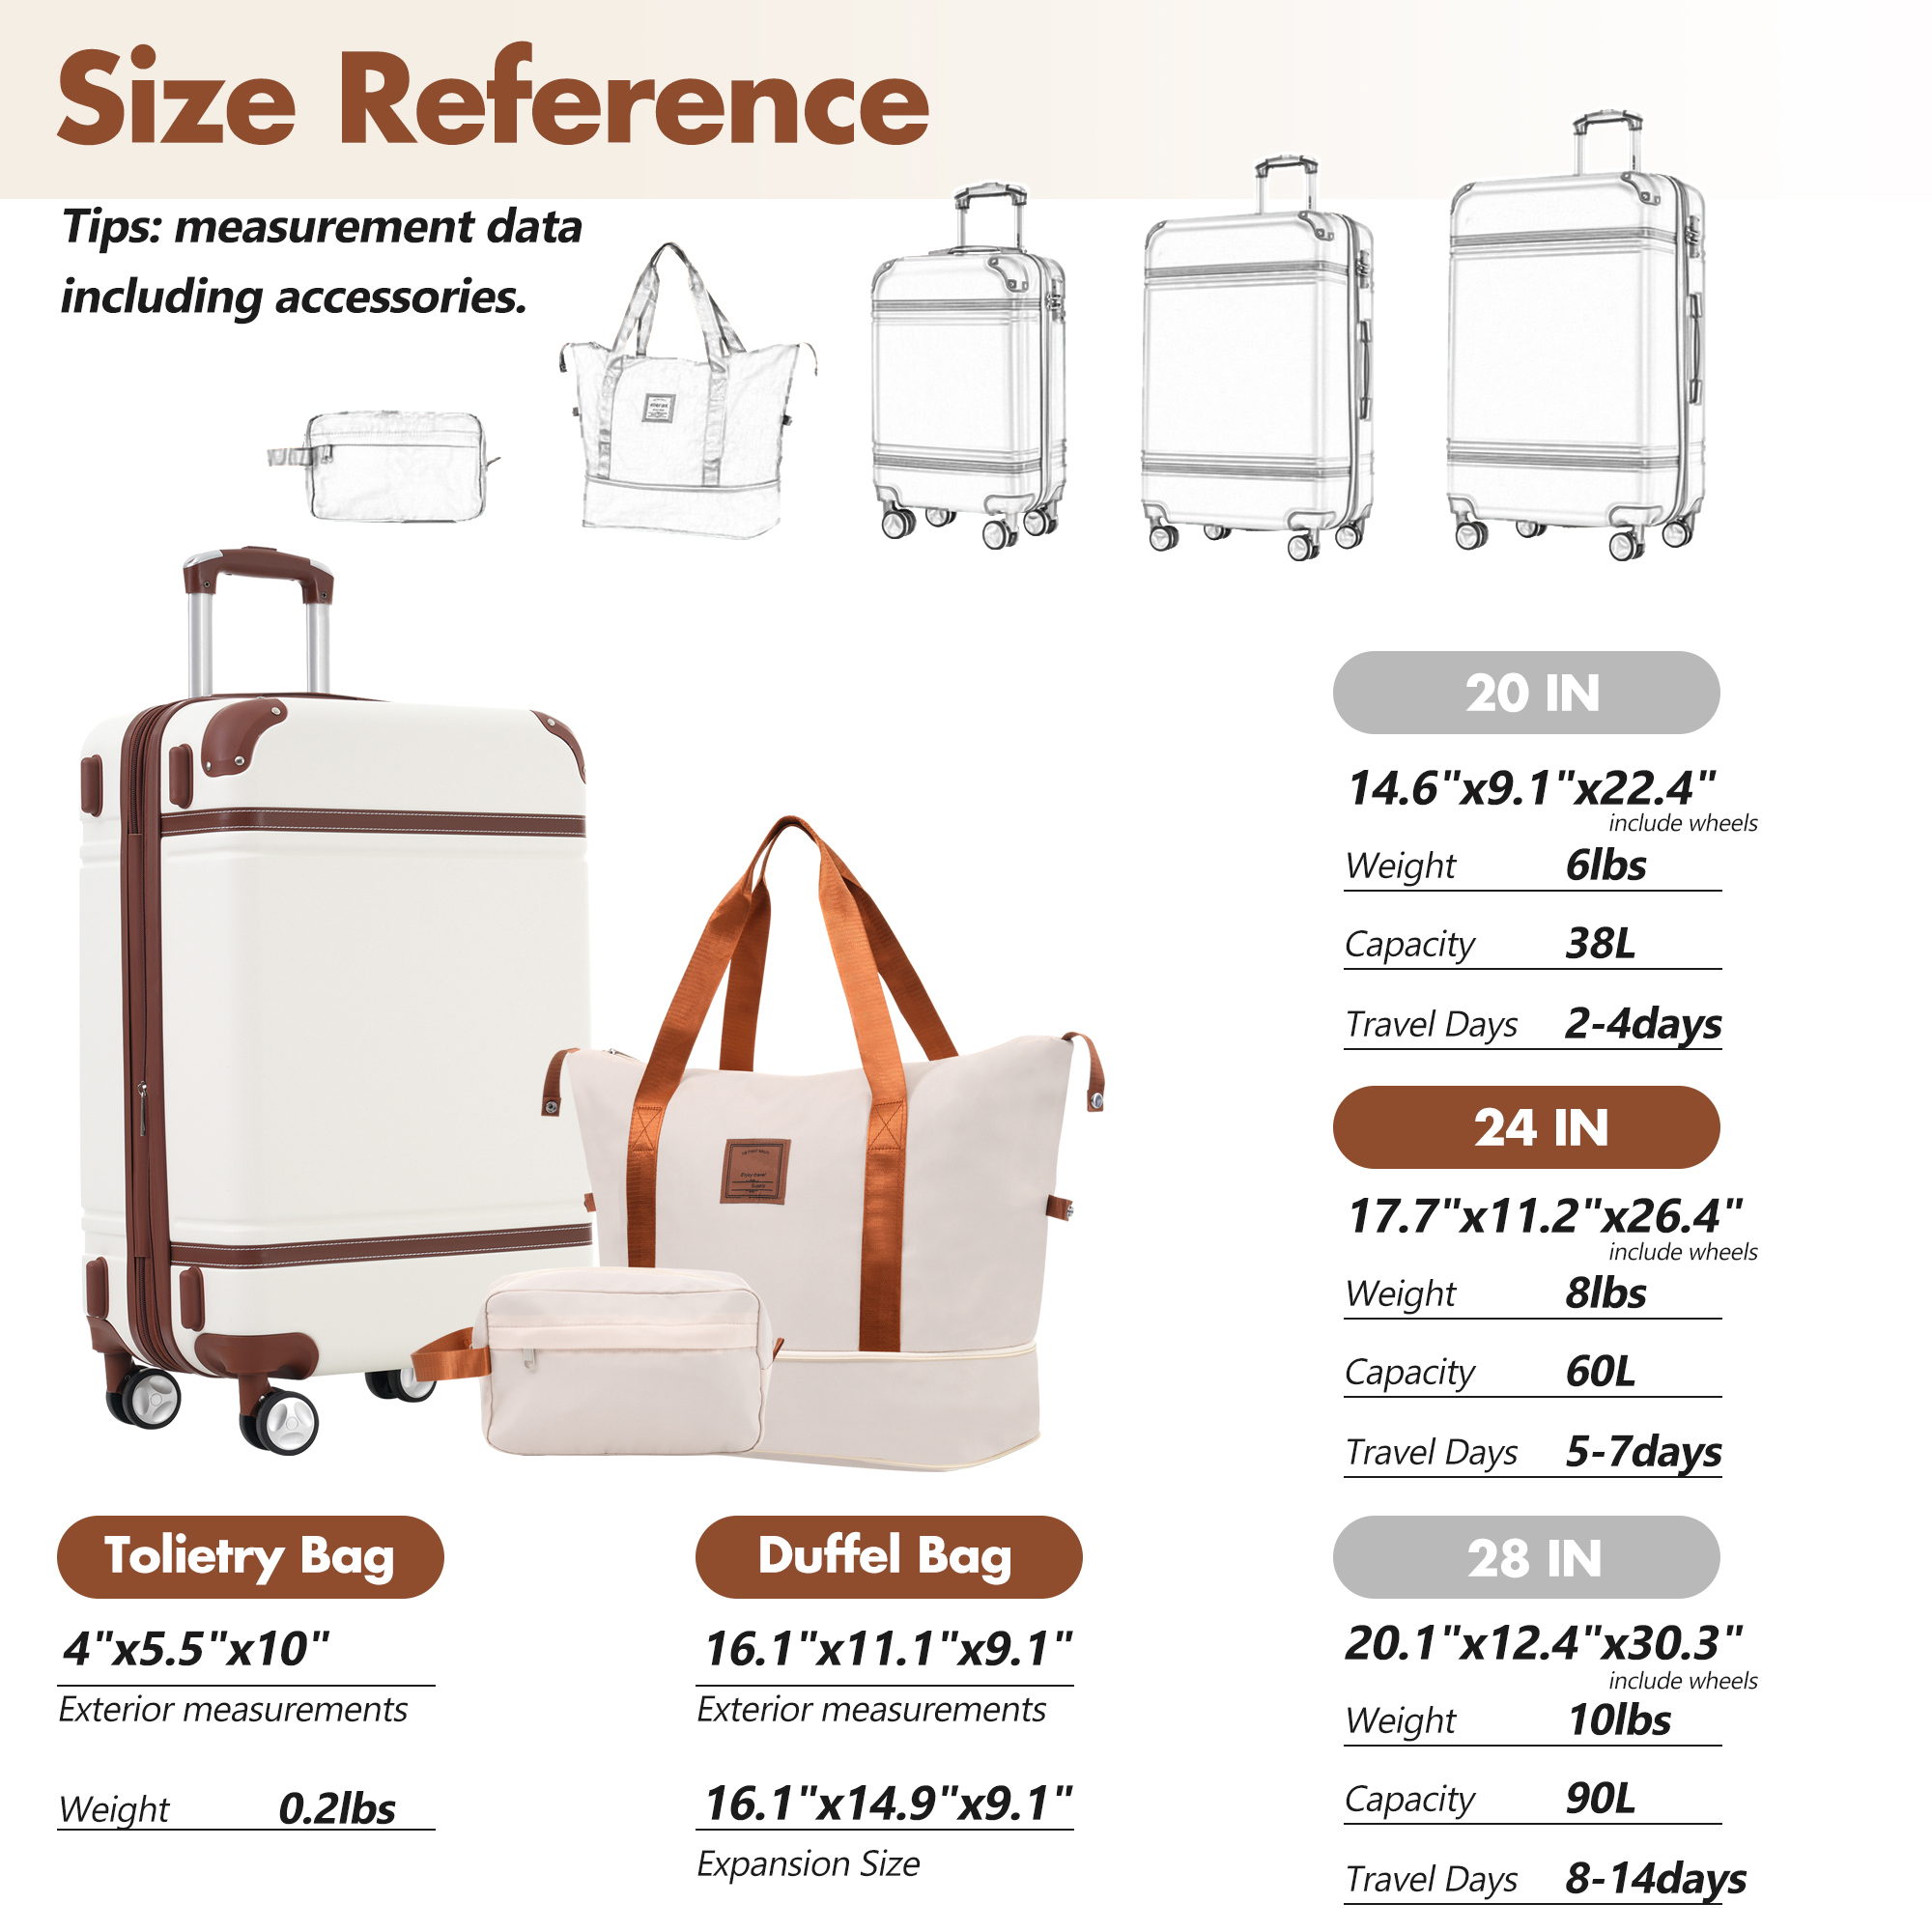 Size Reference
Tips: measurement data
including accessories.
20 IN
14.6"x9.1"x22.4"
include wheels
Weight 6lbs
Capacity 38L
Travel Days 2-4days
24 IN
17.7"x11.2"x26.4"
include wheels
Weight 8lbs
Capacity 60L
Travel Days 5-7days
Tolietry Bag
4"x5.5"x10"
Exterior measurements
Weight 0.2lbs
Duffel Bag
16.1"x11.1"x9.1"
Exterior measurements
16.1"x14.9"x9.1"
Expansion Size
28 IN
20.1"x12.4"x30.3"
include wheels
Weight 10lbs
Capacity 90L
Travel Days 8-14days